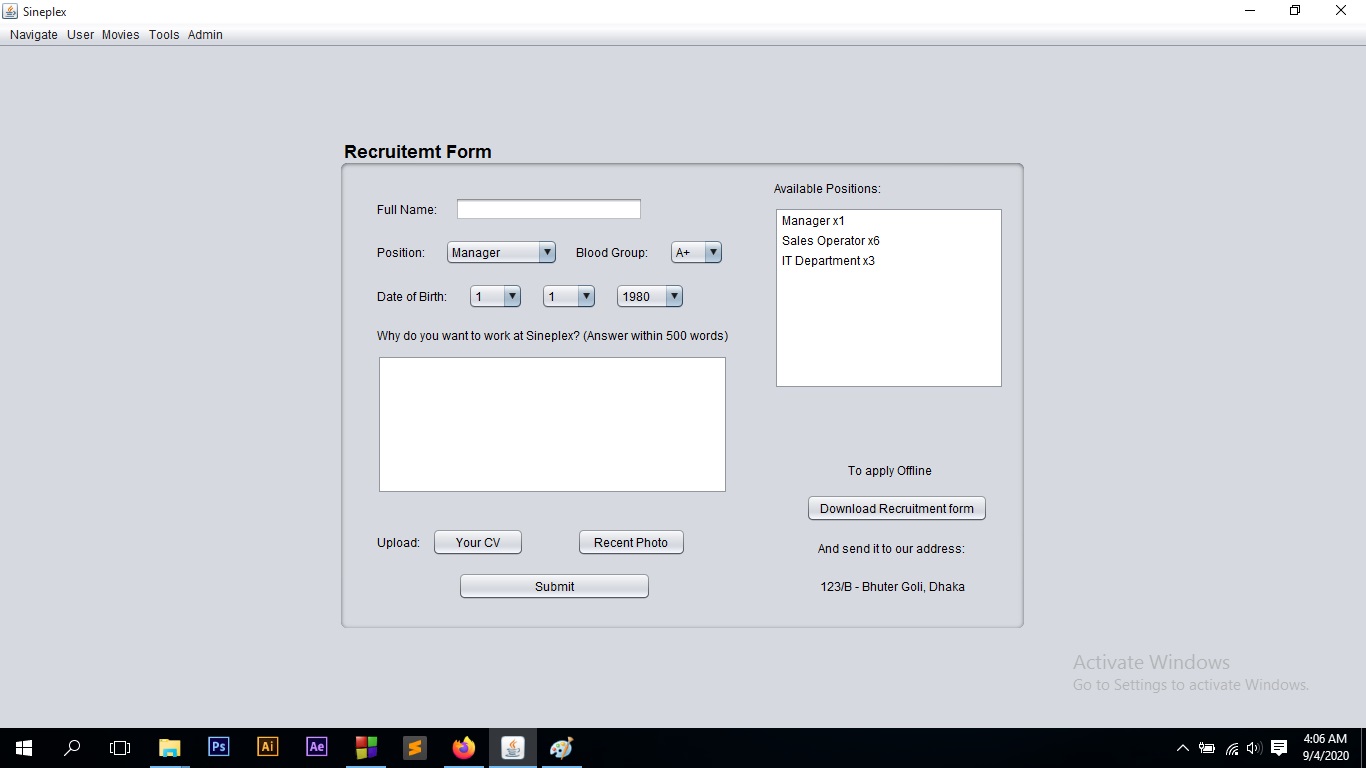 Sineplex
Navigate User Movies Tools Admin
Recruitemt Form
Full Name:
Position: Manager Blood Group: A+
Date of Birth: 1 1 1980
Why do you want to work at Sineplex? (Answer within 500 words)
Upload: Your CV Recent Photo
Submit
Available Positions:
Manager x1
Sales Operator x6
IT Department x3
To apply Offline
Download Recruitment form
And send it to our address:
123/B - Bhuter Goli, Dhaka
Activate Windows
Go to Settings to activate Windows.
Ps Ai Ae
4:06 AM
9/4/2020